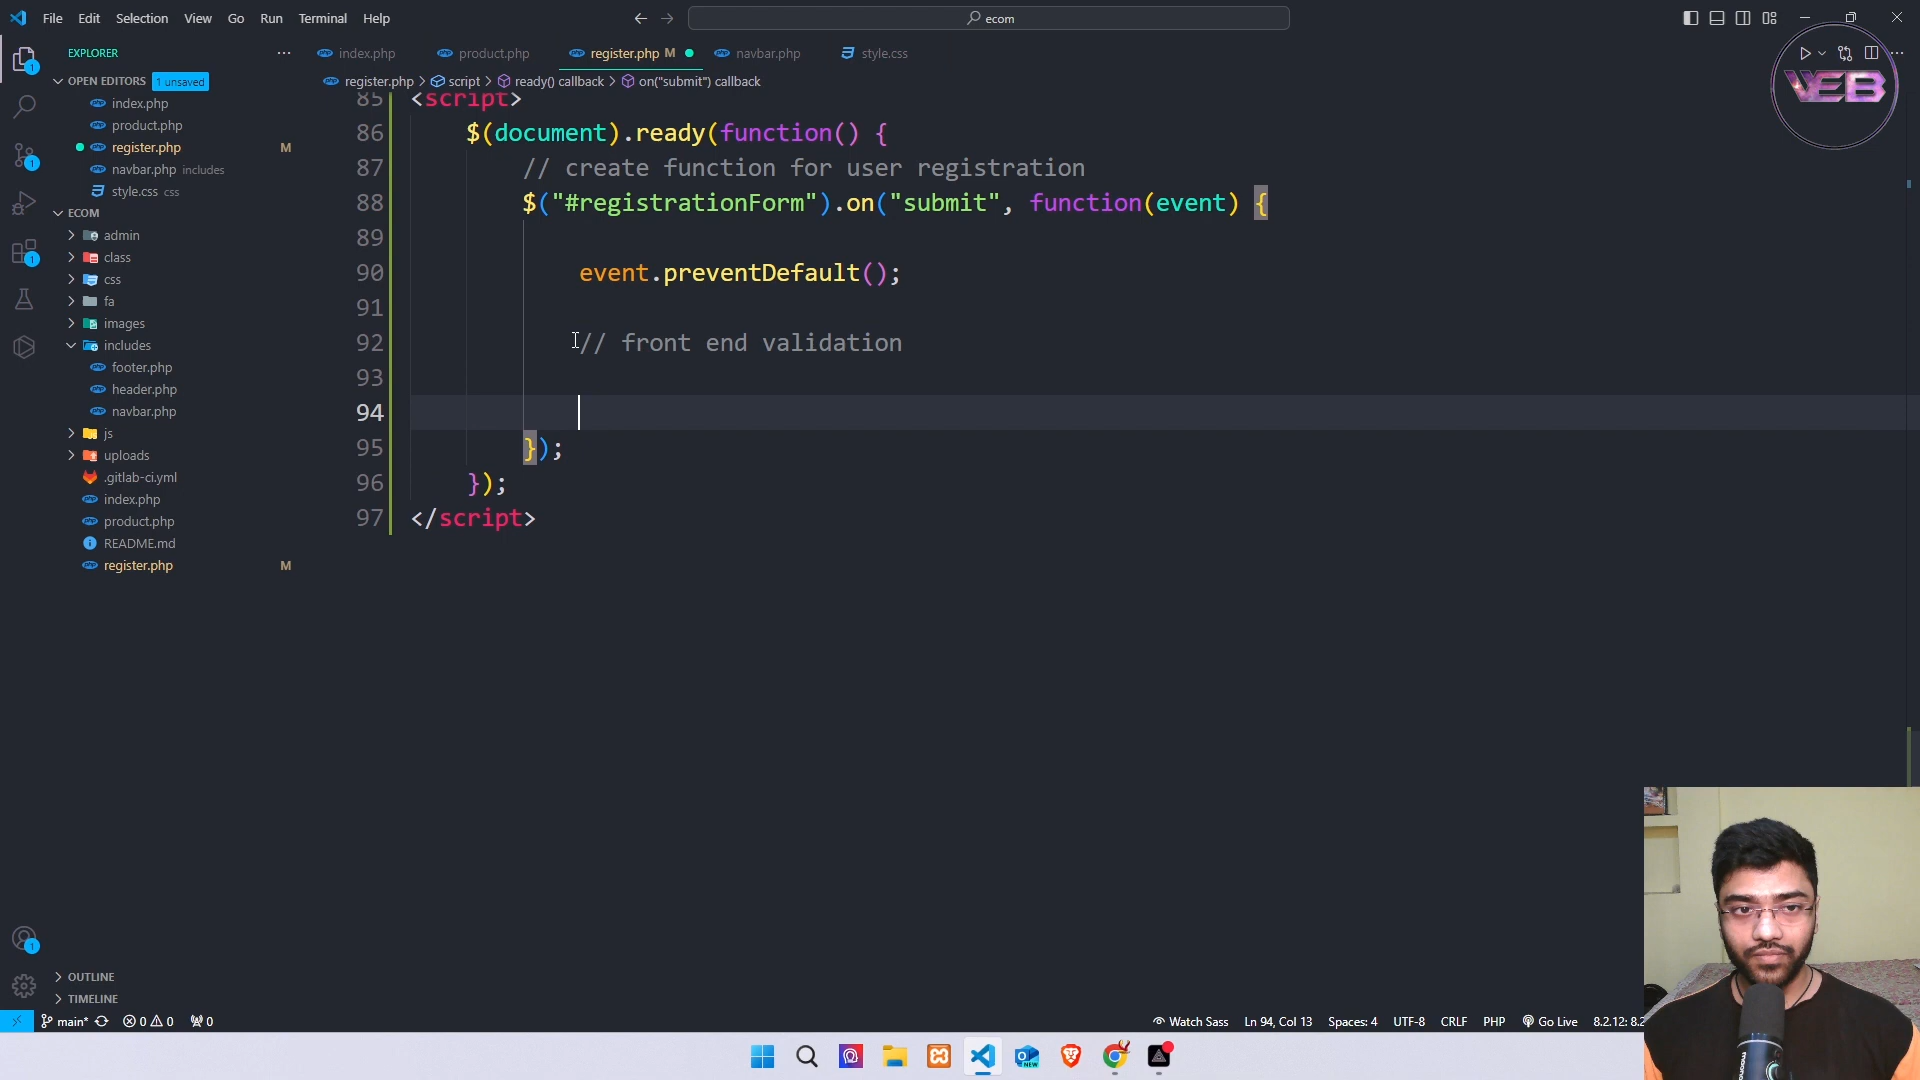 File Edit Selection View Go Run Terminal Help
ecom
EXPLORER
index.php product.php register.php M navbar.php style.css
VEB
OPEN EDITORS 1 unsaved
register.php > script > ready() callback > on("submit") callback
index.php
product.php
register.php M
navbar.php includes
style.css css
ECOM
admin
class
css
fa
images
includes
footer.php
header.php
navbar.php
js
uploads
.gitlab-ci.yml
index.php
product.php
README.md
register.php M
85 <script>
86 $(document).ready(function() {
87 // create function for user registration
88 $("#registrationForm").on("submit", function(event) {
89
90 event.preventDefault();
91
92 // front end validation
93
94
95 });
96 });
97 </script>
OUTLINE
TIMELINE
main* 0 0 0 Watch Sass Ln 94, Col 13 Spaces: 4 UTF-8 CRLF PHP Go Live